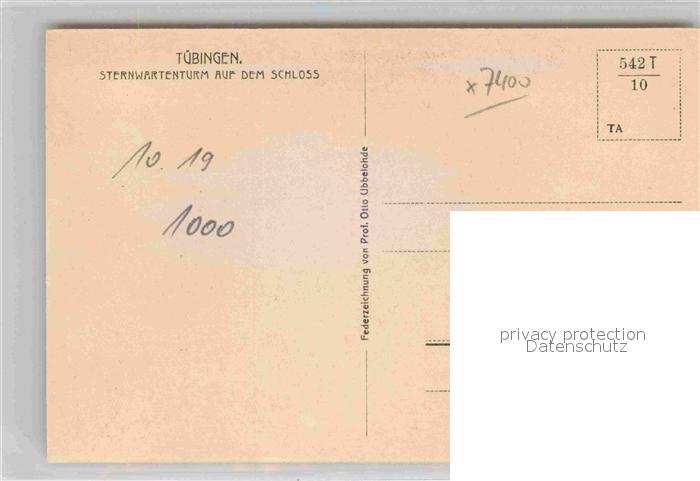 TÜBINGEN.
STERNWARTENTURM AUF DEM SCHLOSS
10. 19
1000
Federzeichnung von Prof. Otto Ubbelohde
x 7400
542 T
10
TA
privacy protection
Datenschutz